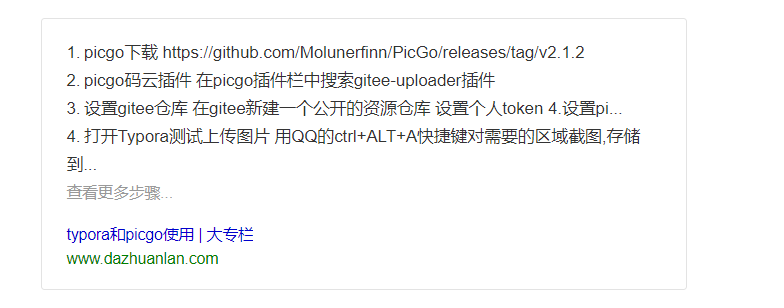 1. picgo下载 https://github.com/Molunerfinn/PicGo/releases/tag/v2.1.2
2. picgo码云插件 在picgo插件栏中搜索gitee-uploader插件
3. 设置gitee仓库 在gitee新建一个公开的资源仓库 设置个人token 4.设置pi...
4. 打开Typora测试上传图片 用QQ的ctrl+ALT+A快捷键对需要的区域截图,存储
到...
查看更多步骤...
typora和picgo使用 | 大专栏
www.dazhuanlan.com